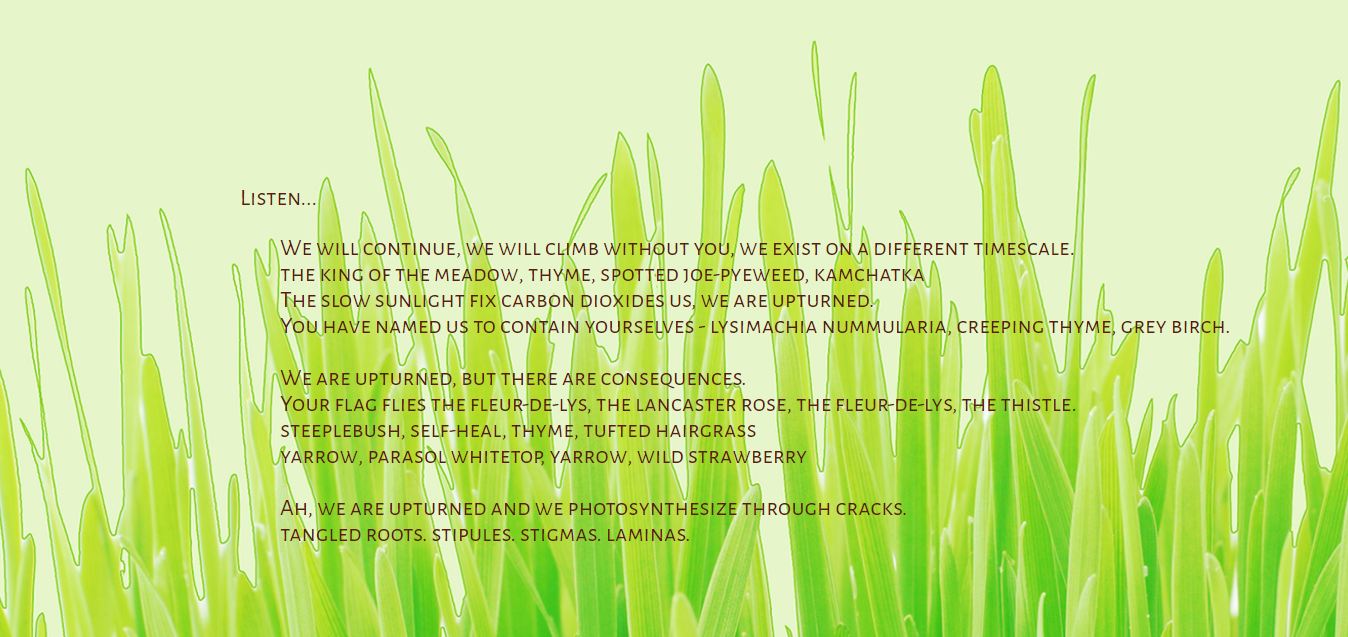 Listen...
We will continue, we will climb without you, we exist on a different timescale.
the king of the meadow, thyme, spotted joe-pyeweed, kamchatka
The slow sunlight fix carbon dioxides us, we are upturned.
You have named us to contain yourselves - lysimachia nummularia, creeping thyme, grey birch.
We are upturned, but there are consequences.
Your flag flies the fleur-de-lys, the lancaster rose, the fleur-de-lys, the thistle.
steeplebush, self-heal, thyme, tufted hairgrass
yarrow, parasol whitetop, yarrow, wild strawberry
Ah, we are upturned and we photosynthesize through cracks.
tangled roots. stipules. stigmas. laminas.